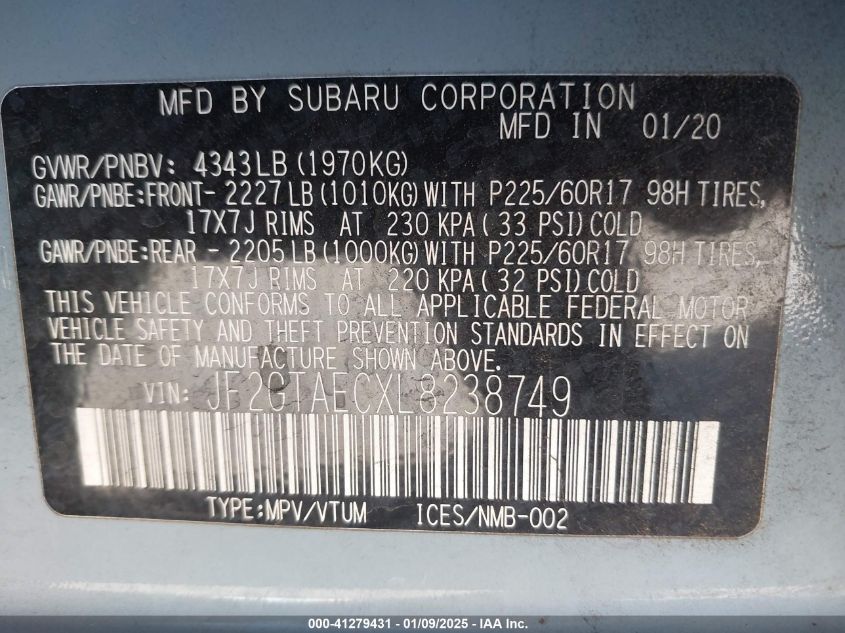 MFD BY SUBARU CORPORATION
MFD IN 01/20
GVWR/PNBV: 4343LB (1970KG)
GAWR/PNBE:FRONT- 2227LB (1010KG) WITH P225/60R17 98H TIRES,
17X7J RIMS AT 230 KPA ( 33 PSI) COLD
GAWR/PNBE:REAR - 2205LB (1000KG) WITH P225/60R17 98H TIRES,
17X7J RIMS AT 220 KPA ( 32 PSI) COLD
THIS VEHICLE CONFORMS TO ALL APPLICABLE FEDERAL MOTOR
VEHICLE SAFETY AND THEFT PREVENTION STANDARDS IN EFFECT ON
THE DATE OF MANUFACTURE SHOWN ABOVE.
VIN: JF2GTAECXL8238749
TYPE:MPV/VTUM ICES/NMB-002
000-41279431 - 01/09/2025 - IAA Inc.